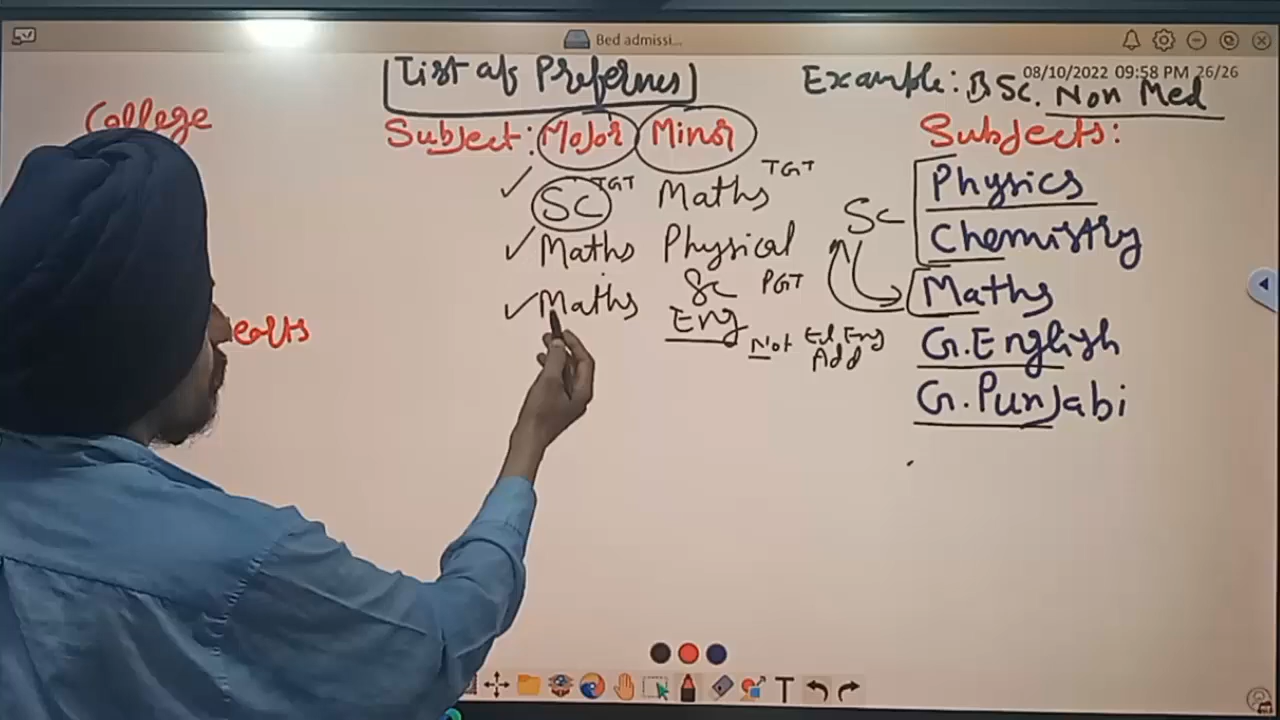 Bed admissi...
08/10/2022 09:58 PM 26/26
List of Prefernes
Example: BSc. Non Med
College
Subject: Major Minor
Subjects:
SC TGT Maths TGT
Physics
Sc
Maths Physical
Chemistry
Sc PGT
Maths
Maths Eng
Not El. Eng
Add
G.English
G.Punjabi
T